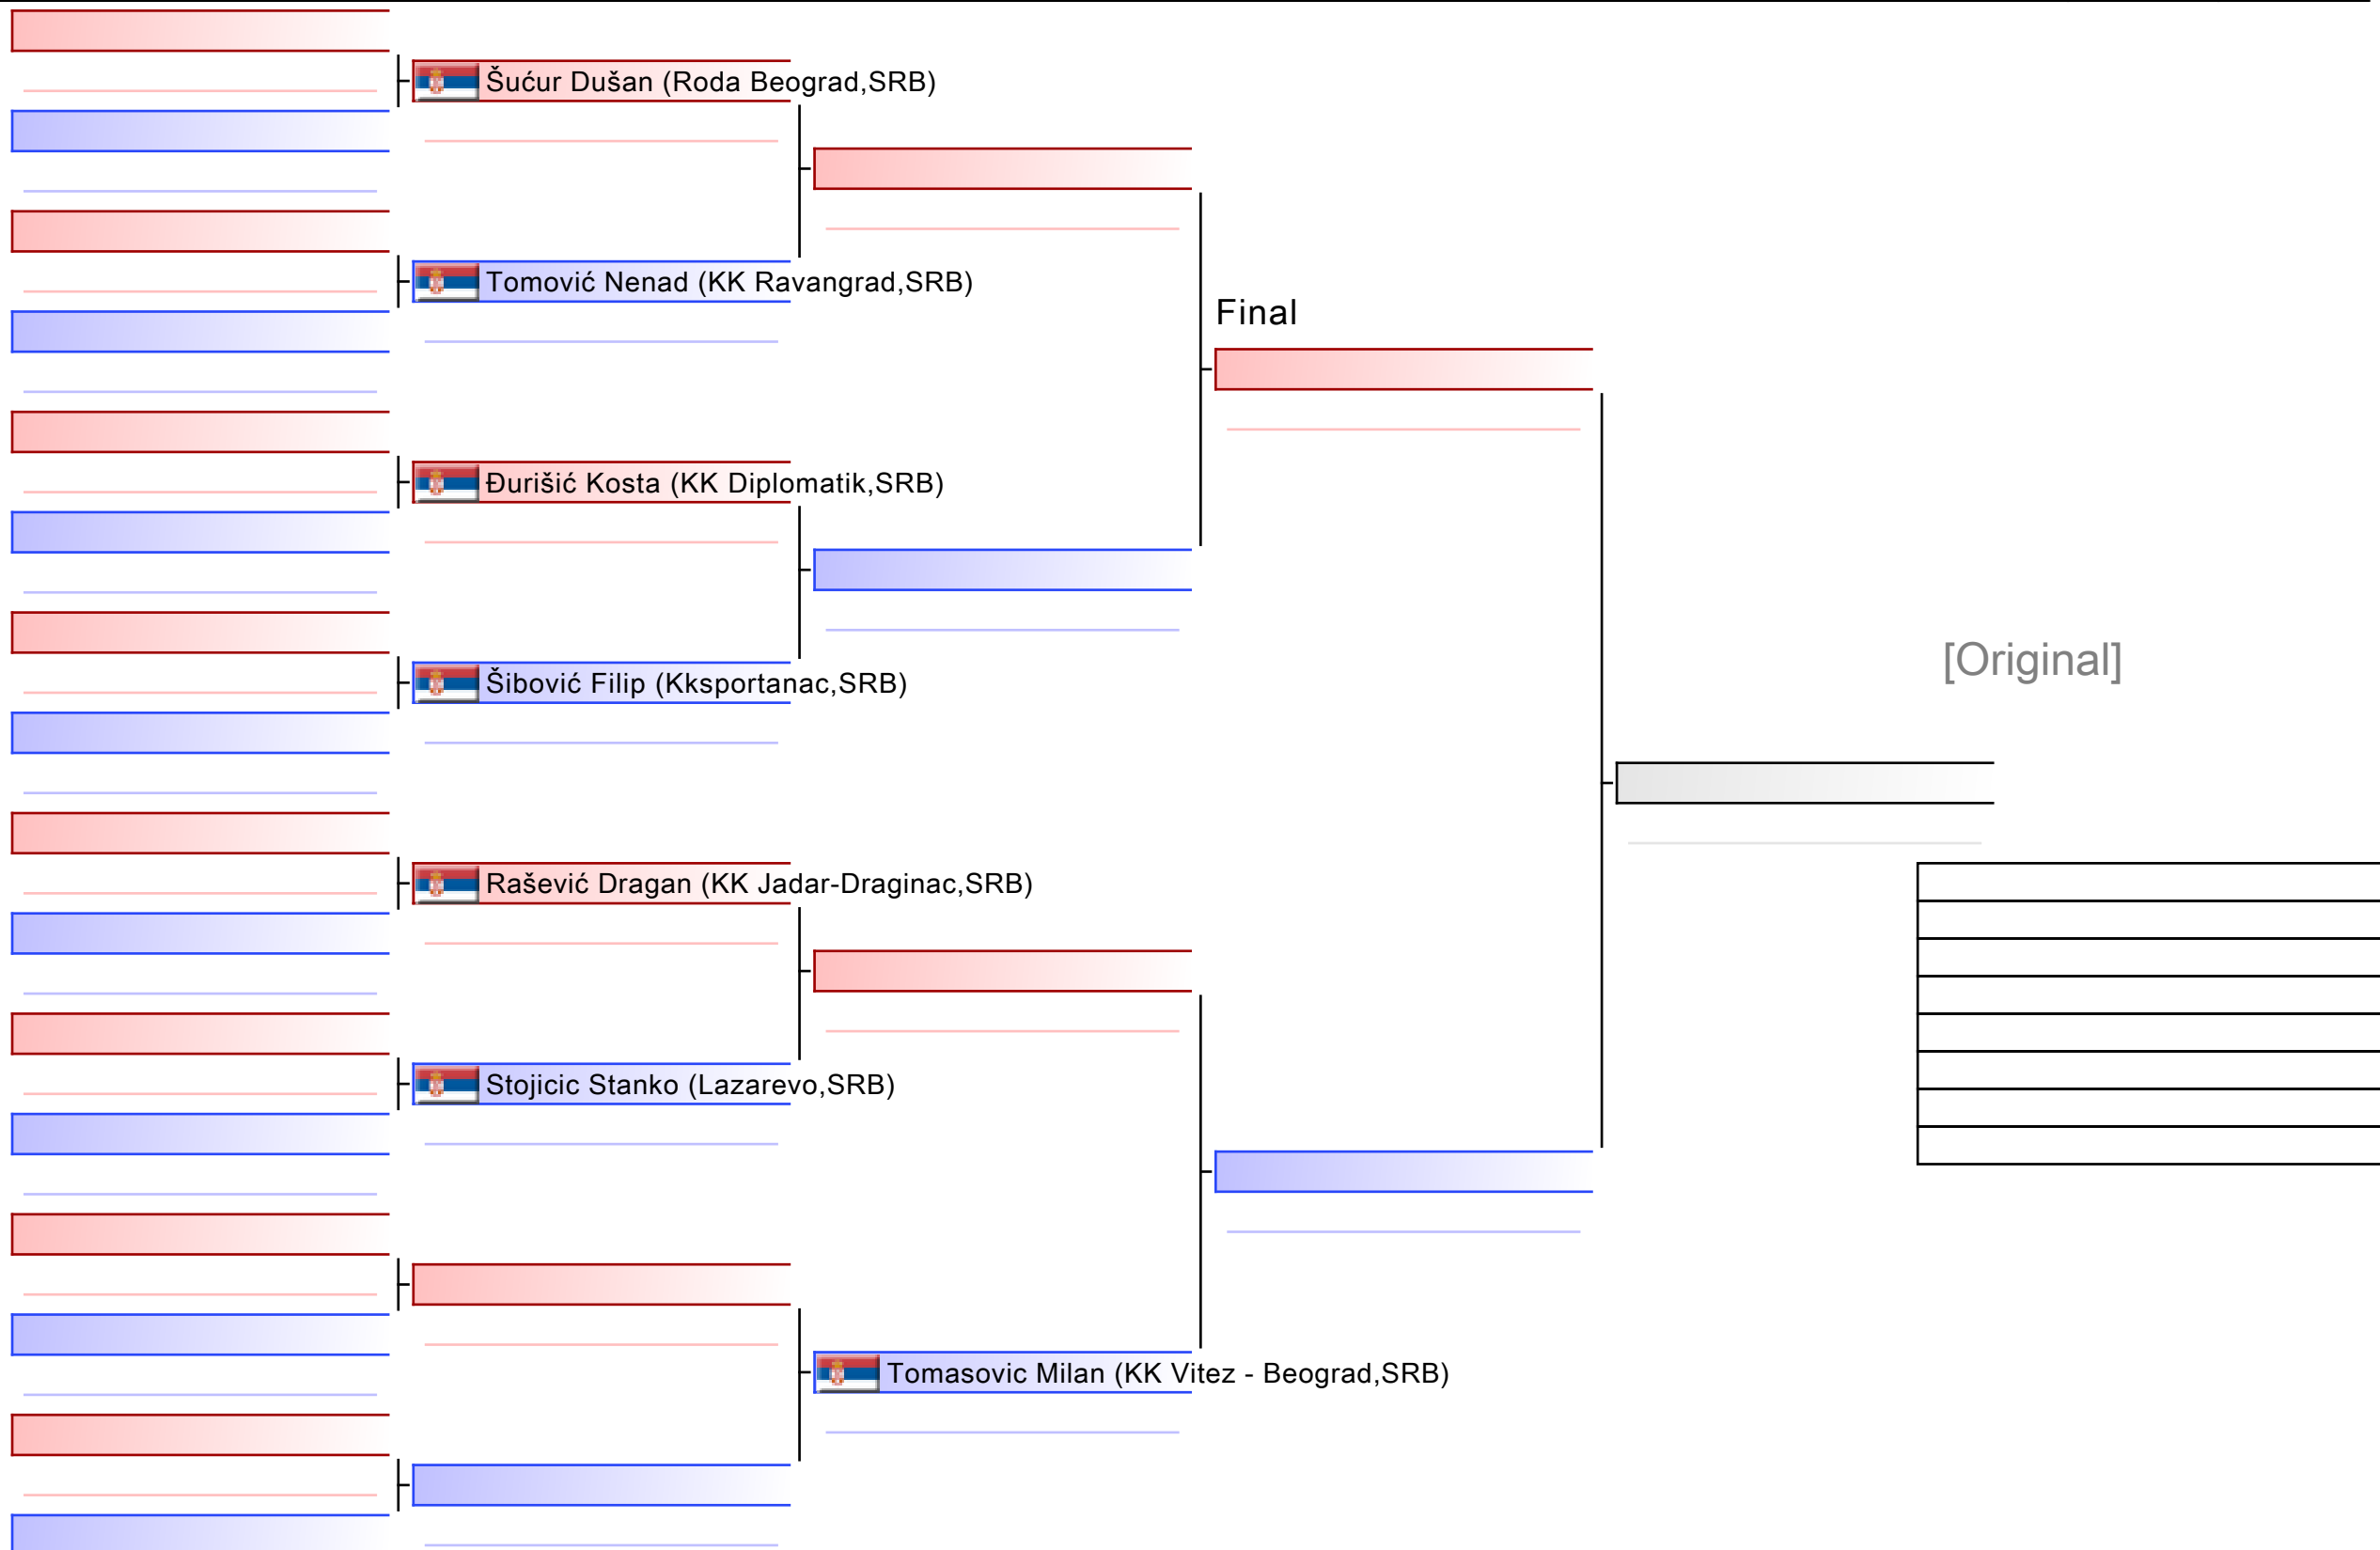 Šućur Dušan (Roda Beograd,SRB)
Tomović Nenad (KK Ravangrad,SRB)
Final
Đurišić Kosta (KK Diplomatik,SRB)
[Original]
Šibović Filip (Kksportanac,SRB)
Rašević Dragan (KK Jadar-Draginac,SRB)
Stojicic Stanko (Lazarevo,SRB)
Tomasovic Milan (KK Vitez - Beograd,SRB)